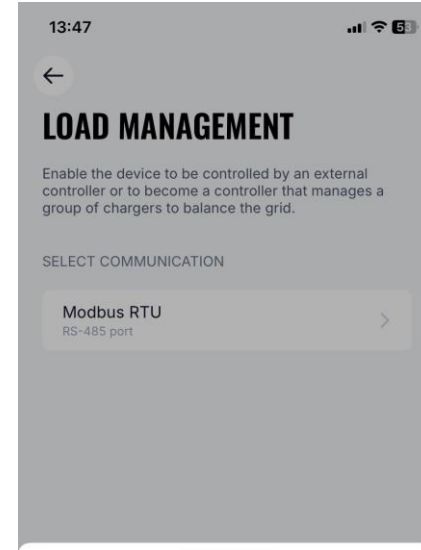 13:47
53
LOAD MANAGEMENT
Enable the device to be controlled by an external
controller or to become a controller that manages a
group of chargers to balance the grid.
SELECT COMMUNICATION
Modbus RTU
RS-485 port